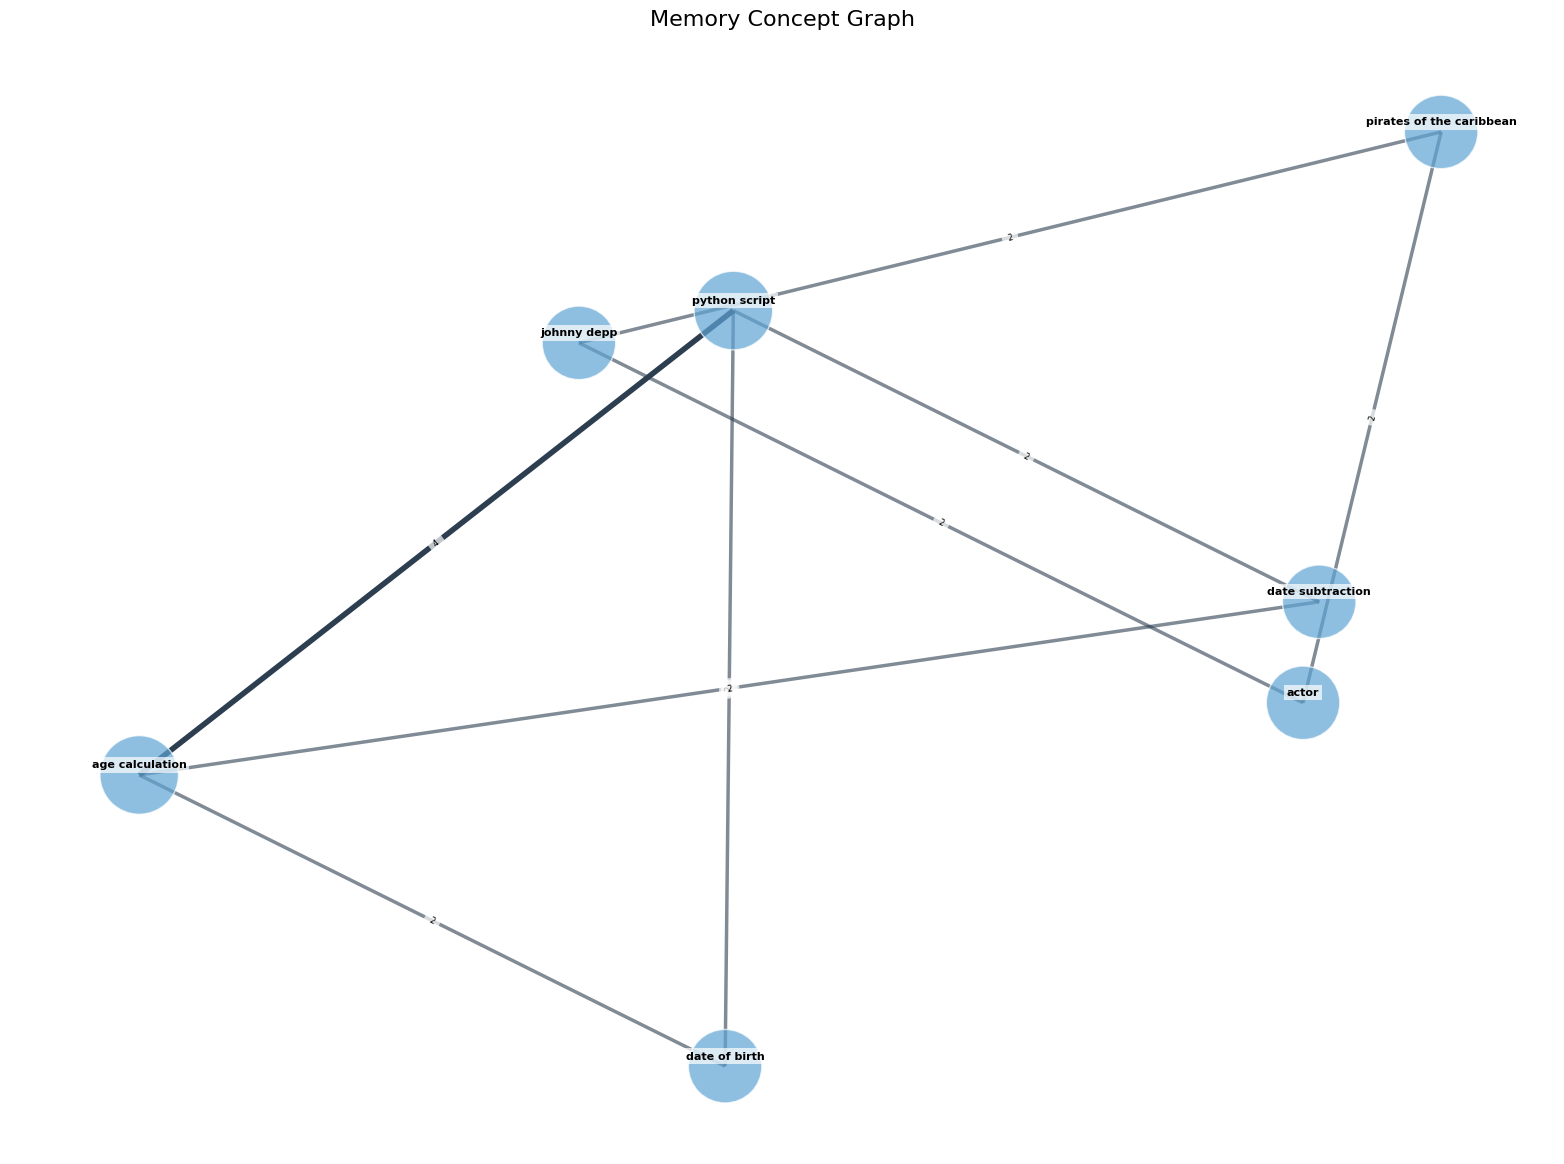 Memory Concept Graph
pirates of the caribbean
2
python script
johnny depp
2
2
2
4
date subtraction
2
actor
age calculation
2
date of birth